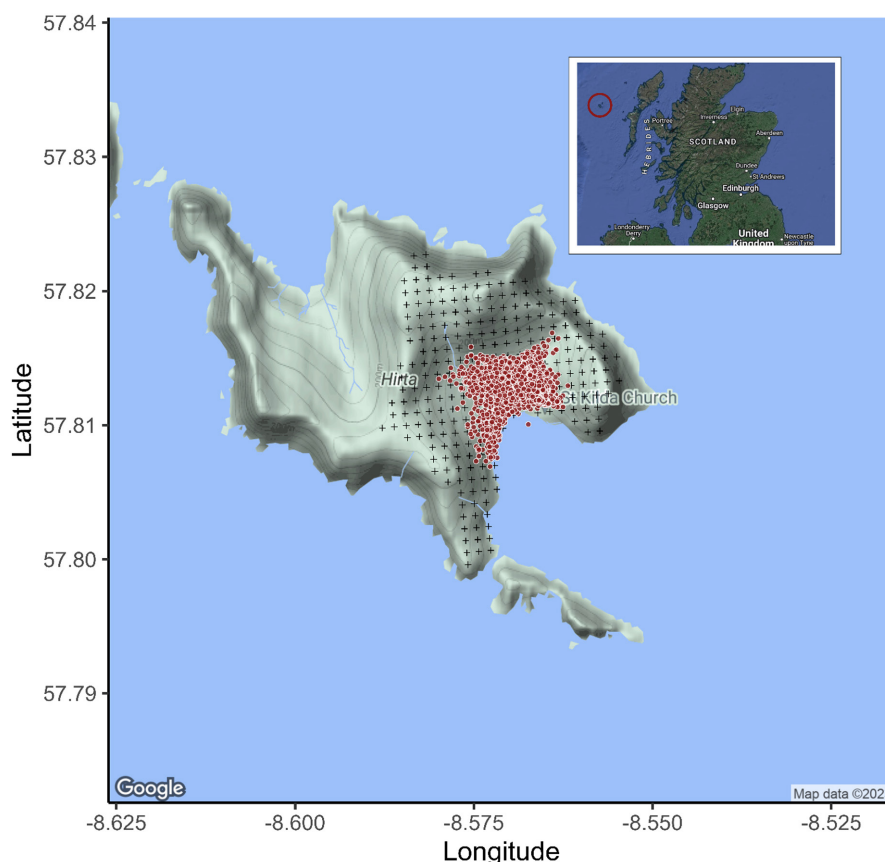 57.84
57.83
57.82
57.81
57.80
57.79
Latitude
-8.625
-8.600
-8.575
-8.550
-8.525
Longitude
Hirta
St Kilda Church
Google
Map data ©202
HEBRIDES
Portree
Inverness
Elgin
Aberdeen
SCOTLAND
Dundee
St Andrews
Edinburgh
Glasgow
Londonderry
Derry
United
Kingdom
Newcastle
upon Tyne